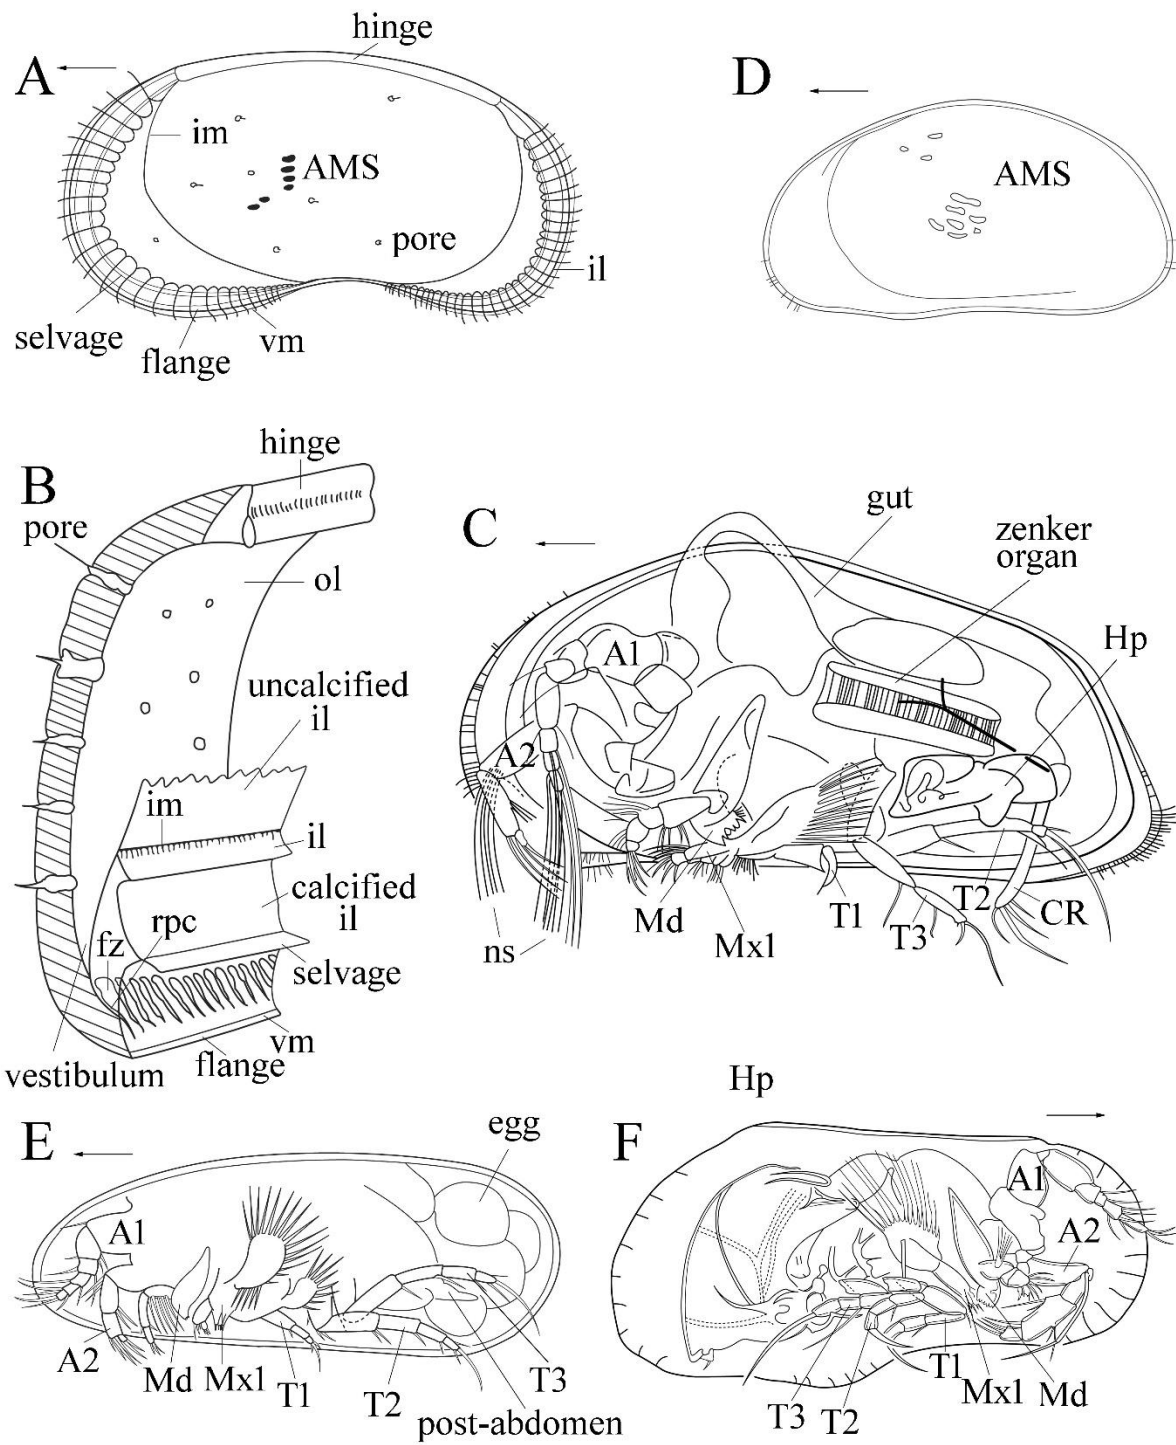 A
hinge
im
AMS
pore
il
selvage
flange
vm
D
AMS
B
hinge
pore
ol
uncalcified
il
im
il
calcified
il
rpc
fz
selvage
vm
flange
vestibulum
C
gut
zenker
organ
Hp
A1
A2
ns
Md
Mx1
T1
T3
T2
CR
E
egg
A1
A2
Md
Mx1
T1
T2
T3
post-abdomen
Hp
F
A1
A2
T1
Mx1
Md
T3
T2